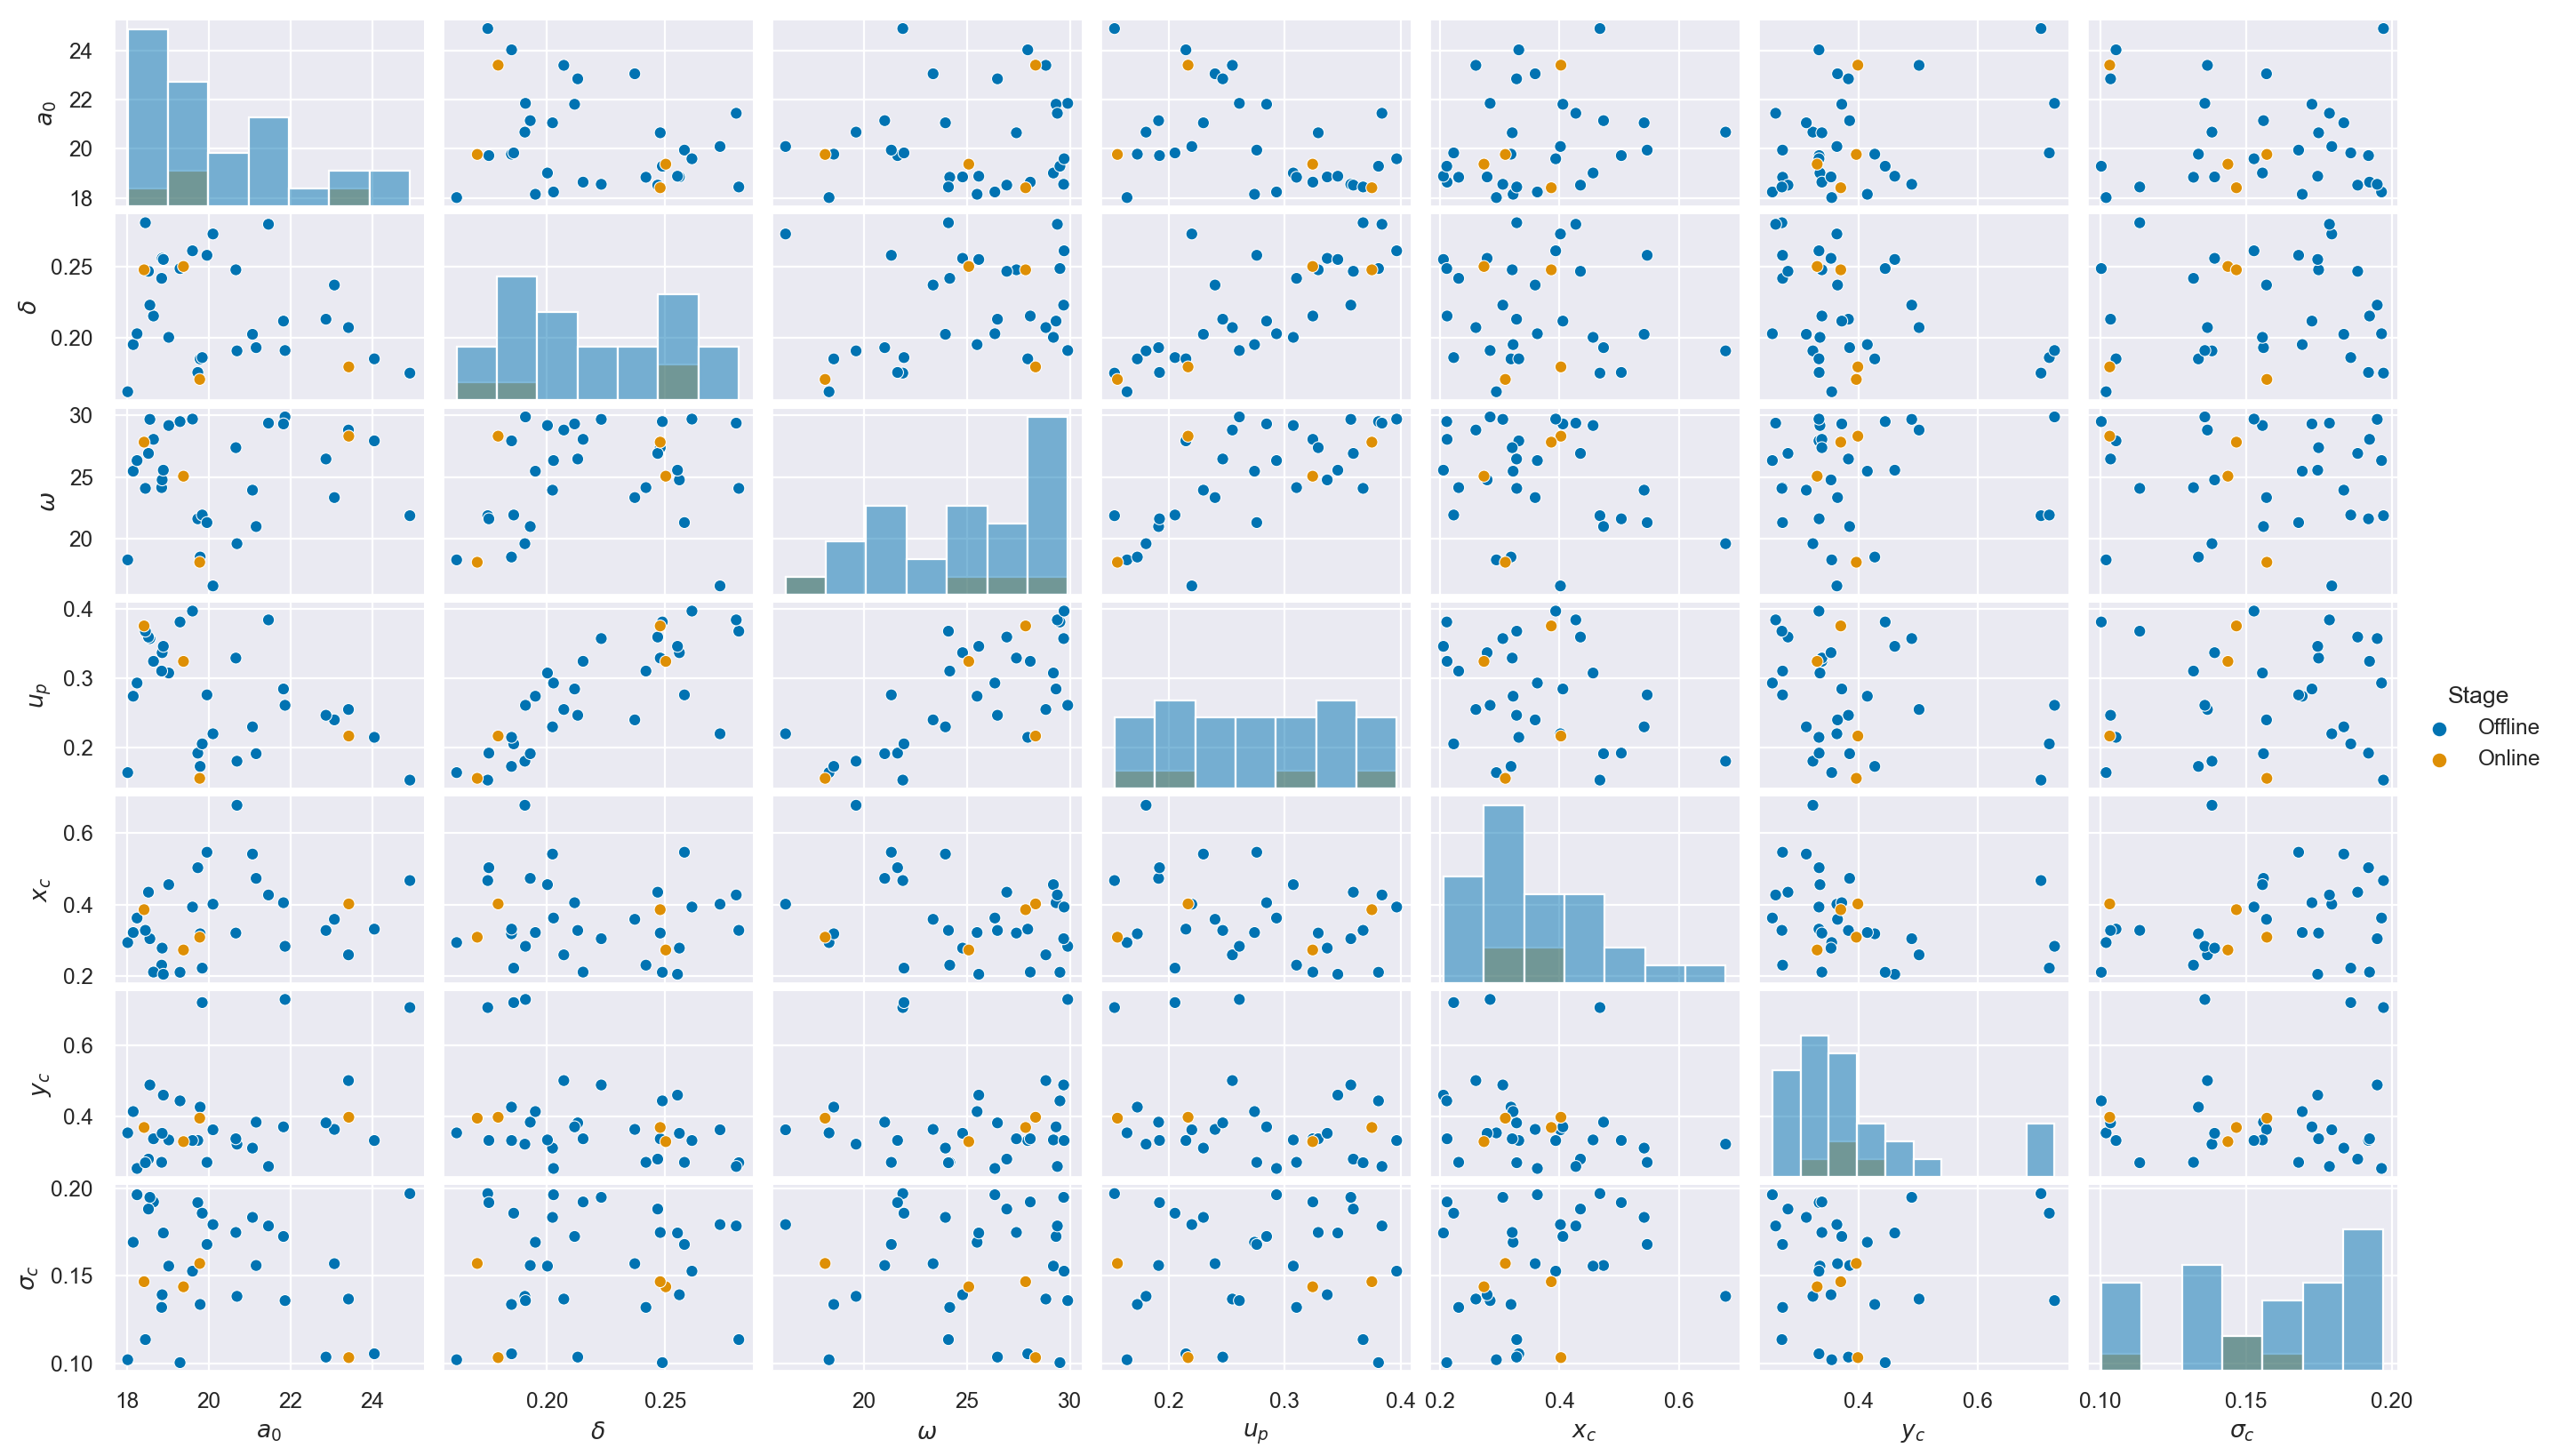 24
22
20
18
a0
0.25
0.20
δ
30
25
20
ω
0.4
0.3
0.2
up
0.6
0.4
0.2
xc
0.6
0.4
yc
0.20
0.15
0.10
σc
18 20 22 24
0.20 0.25
20 25 30
0.2 0.3 0.4
0.2 0.4 0.6
0.4 0.6
0.10 0.15 0.20
a0 δ ω up xc yc σc
Stage
Offline
Online